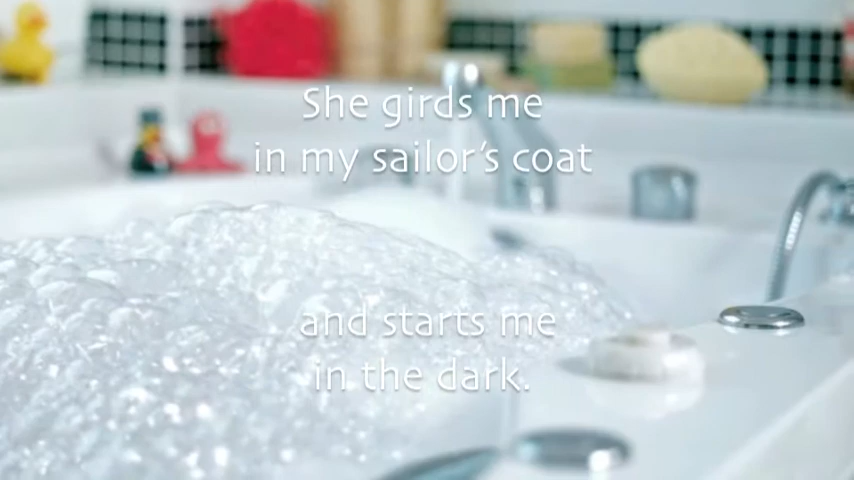 She girds me
in my sailor's coat
and starts me
in the dark.